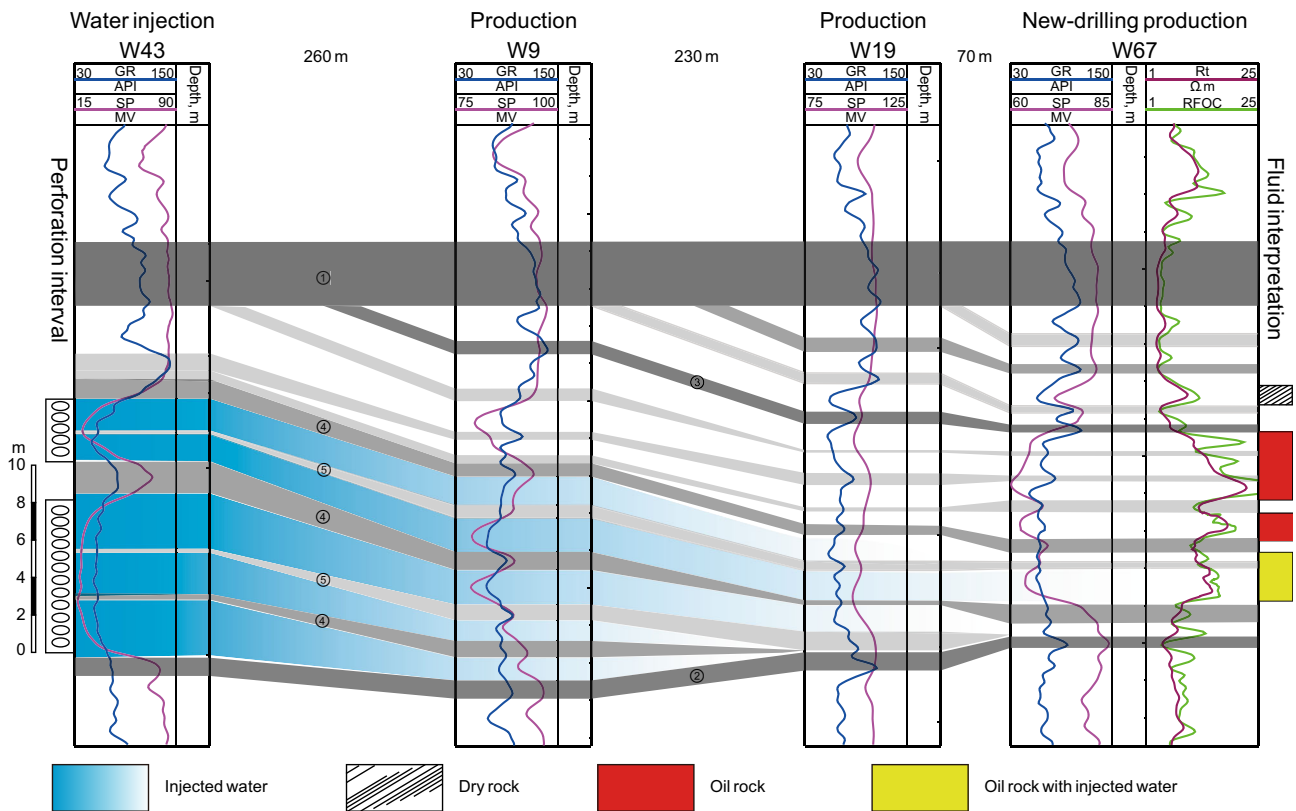 Water injection
W43
260 m
Production
W9
230 m
Production
W19
70 m
New-drilling production
W67
30 GR 150
API
15 SP 90
MV
Depth, m
30 GR 150
API
75 SP 100
MV
Depth, m
30 GR 150
API
75 SP 125
MV
Depth, m
30 GR 150
API
60 SP 85
MV
Depth, m
1 Rt 25
Ω.m
1 RFOC 25
Perforation interval
Fluid interpretation
①
③
④
⑤
④
⑤
④
②
m
10
8
6
4
2
0
Injected water
Dry rock
Oil rock
Oil rock with injected water